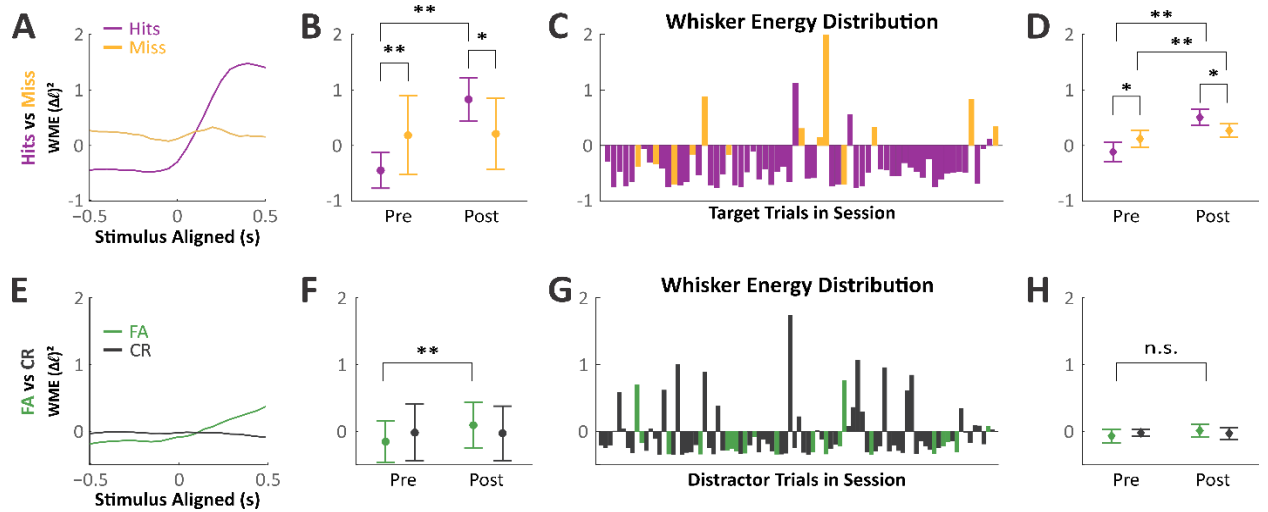 A
Hits
Miss
Hits vs Miss
WME (Δℓ)²
2
1
0
-1
−0.5 0 0.5
Stimulus Aligned (s)
B
2
1
0
-1
**
**
*
Pre Post
C
Whisker Energy Distribution
2
1
0
-1
Target Trials in Session
D
2
1
0
-1
**
**
*
*
Pre Post
E
FA
CR
FA vs CR
WME (Δℓ)²
2
1
0
−0.5 0 0.5
Stimulus Aligned (s)
F
2
1
0
**
Pre Post
G
Whisker Energy Distribution
2
1
0
Distractor Trials in Session
H
2
1
0
n.s.
Pre Post